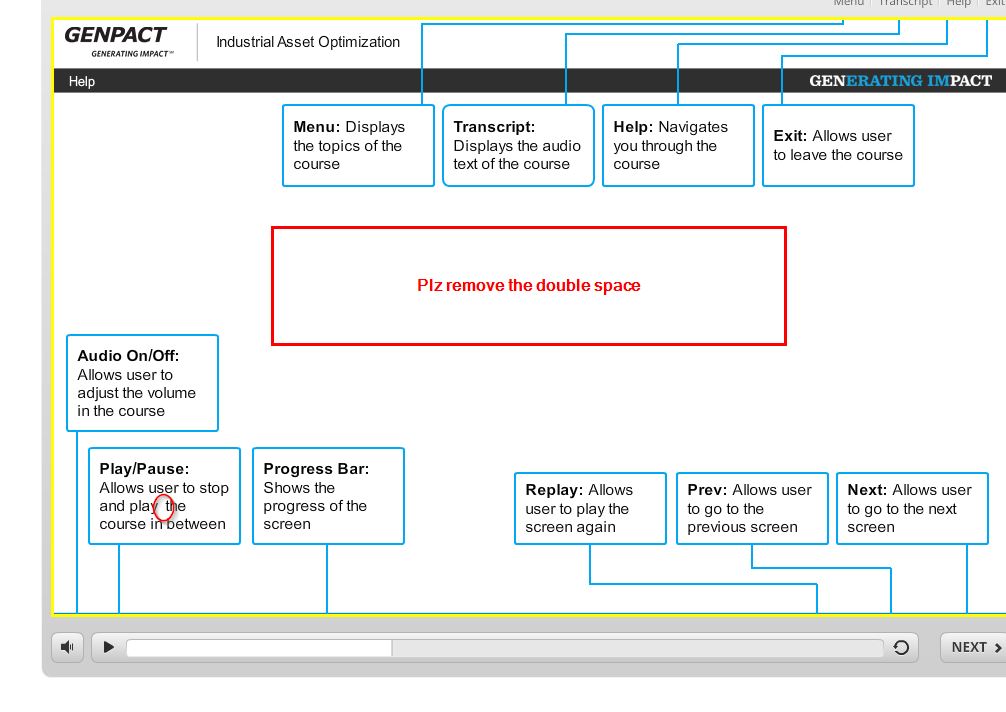 Menu Transcript Help Exit
GENPACT
GENERATING IMPACT℠
Industrial Asset Optimization
Help
GENERATING IMPACT
Menu: Displays
the topics of the
course
Transcript:
Displays the audio
text of the course
Help: Navigates
you through the
course
Exit: Allows user
to leave the course
Plz remove the double space
Audio On/Off:
Allows user to
adjust the volume
in the course
Play/Pause:
Allows user to stop
and play  the
course in between
Progress Bar:
Shows the
progress of the
screen
Replay: Allows
user to play the
screen again
Prev: Allows user
to go to the
previous screen
Next: Allows user
to go to the next
screen
NEXT